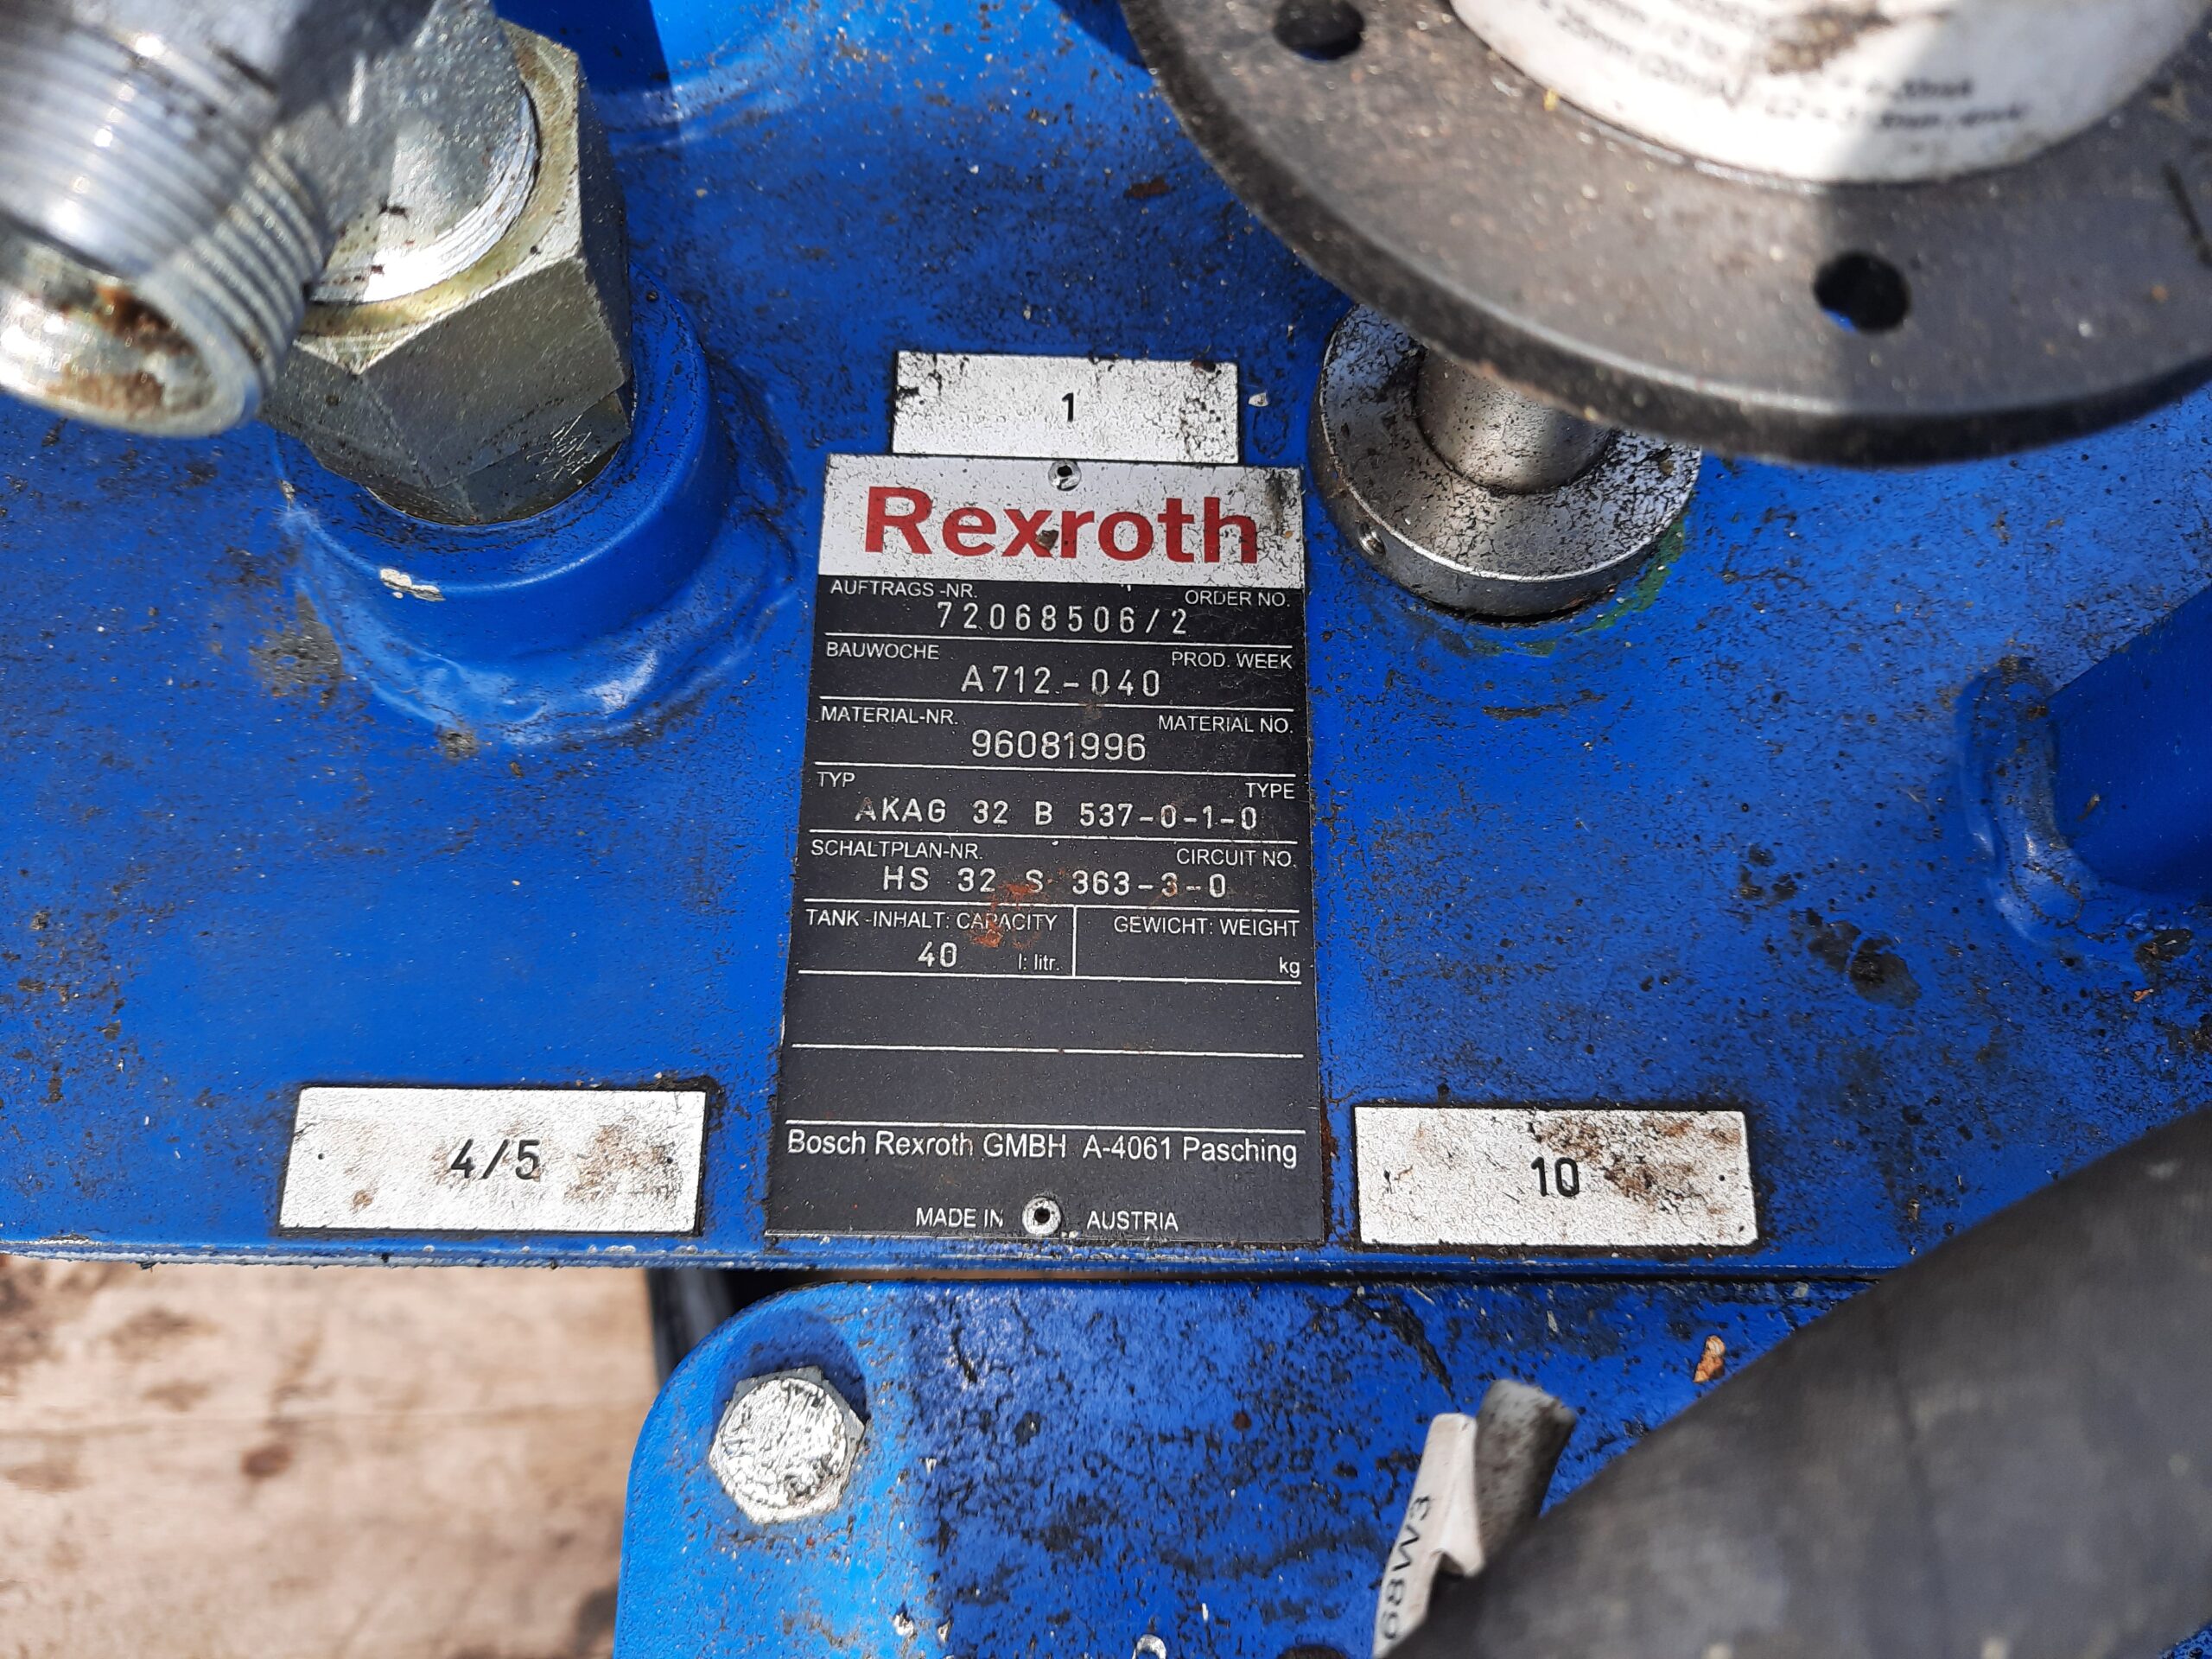 1
Rexroth
AUFTRAGS-NR. ORDER NO.
72068506/2
BAUWOCHE PROD. WEEK
A712-040
MATERIAL-NR. MATERIAL NO.
96081996
TYP TYPE
AKAG 32 B 537-0-1-0
SCHALTPLAN-NR. CIRCUIT NO.
HS 32 S 363-3-0
TANK-INHALT: CAPACITY GEWICHT: WEIGHT
40 l: litr. kg
Bosch Rexroth GMBH A-4061 Pasching
MADE IN AUSTRIA
4/5
10